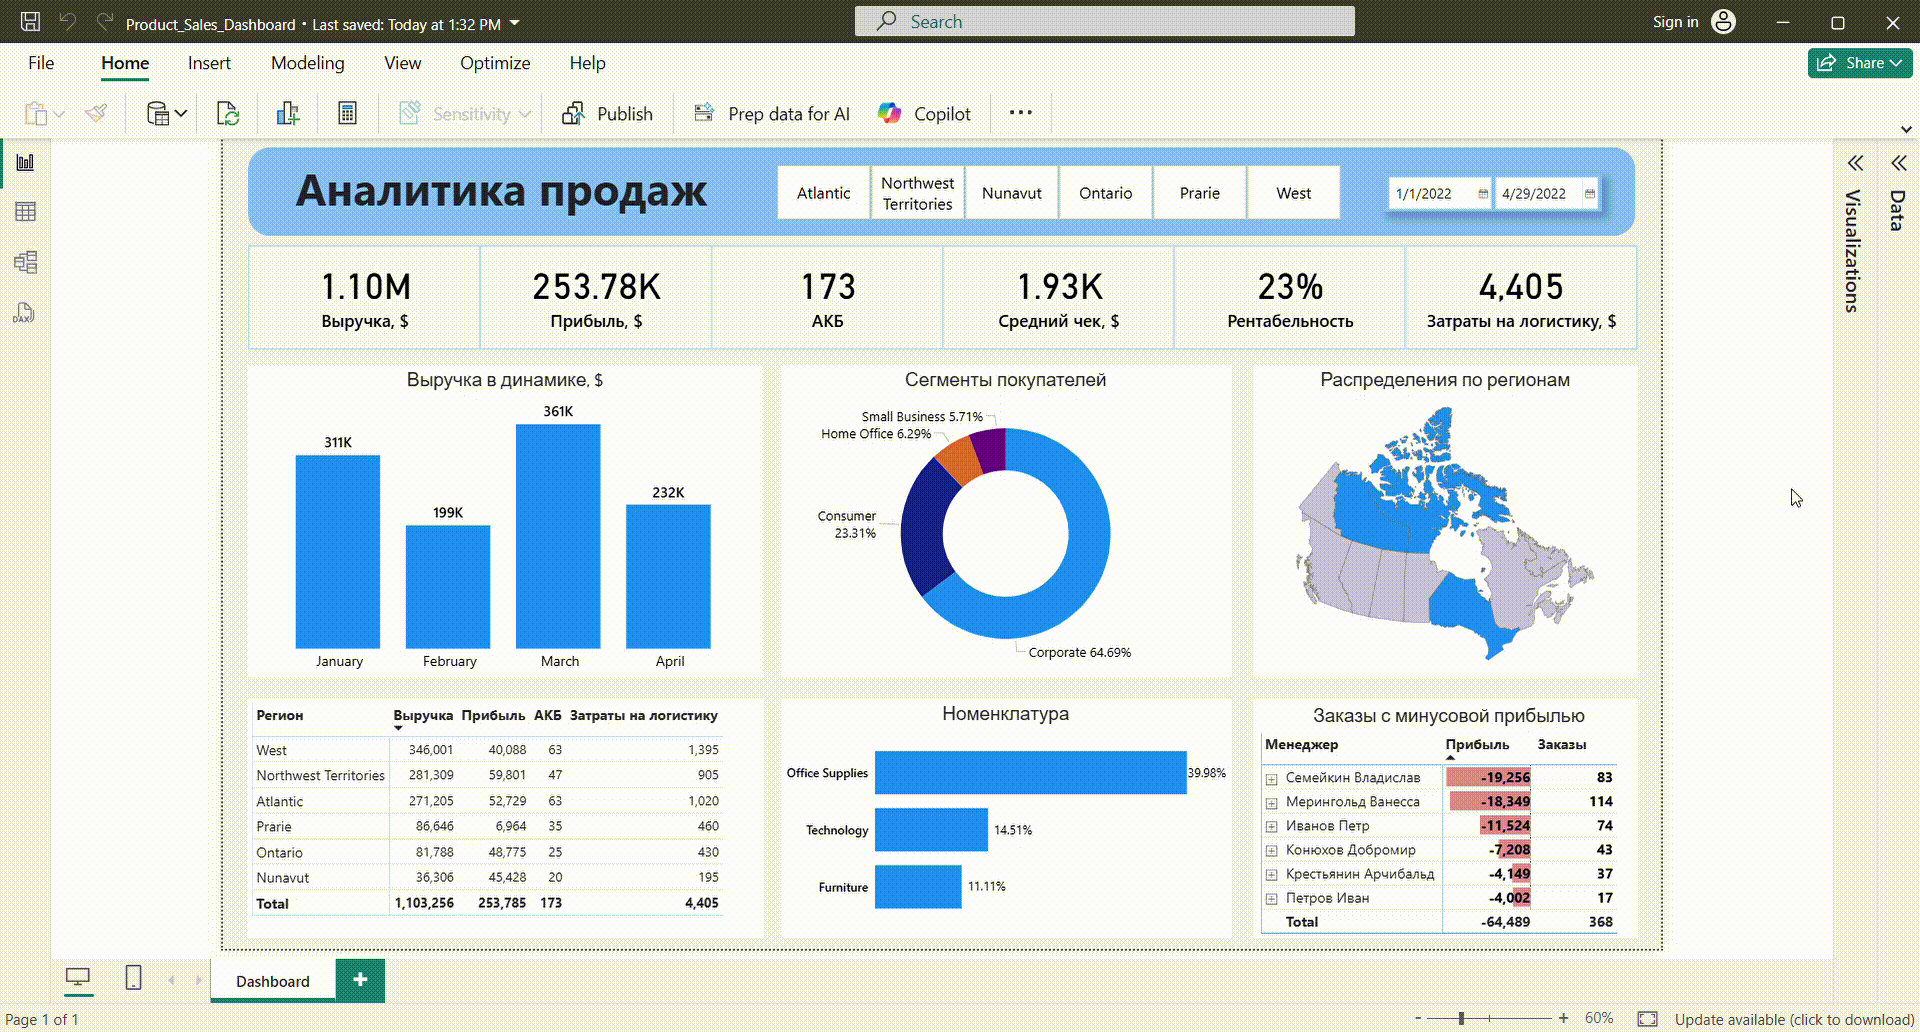 Product_Sales_Dashboard • Last saved: Today at 1:32 PM
Search
Sign in
File Home Insert Modeling View Optimize Help
Share
Sensitivity
Publish
Prep data for AI
Copilot
Аналитика продаж
Atlantic
Northwest
Territories
Nunavut
Ontario
Prarie
West
1/1/2022
4/29/2022
Visualizations
Data
1.10M
Выручка, $
253.78K
Прибыль, $
173
АКБ
1.93K
Средний чек, $
23%
Рентабельность
4,405
Затраты на логистику, $
Выручка в динамике, $
311K
199K
361K
232K
January February March April
Сегменты покупателей
Small Business 5.71%
Home Office 6.29%
Consumer
23.31%
Corporate 64.69%
Распределения по регионам
Регион Выручка Прибыль АКБ Затраты на логистику
West 346,001 40,088 63 1,395
Northwest Territories 281,309 59,801 47 905
Atlantic 271,205 52,729 63 1,020
Prarie 86,646 6,964 35 460
Ontario 81,788 48,775 25 430
Nunavut 36,306 45,428 20 195
Total 1,103,256 253,785 173 4,405
Номенклатура
Office Supplies 39.98%
Technology 14.51%
Furniture 11.11%
Заказы с минусовой прибылью
Менеджер Прибыль Заказы
Семейкин Владислав -19,256 83
Мерингольд Ванесса -18,349 114
Иванов Петр -11,524 74
Конюхов Добромир -7,208 43
Крестьянин Арчибальд -4,149 37
Петров Иван -4,002 17
Total -64,489 368
Dashboard
Page 1 of 1
60%
Update available (click to download)
DAX